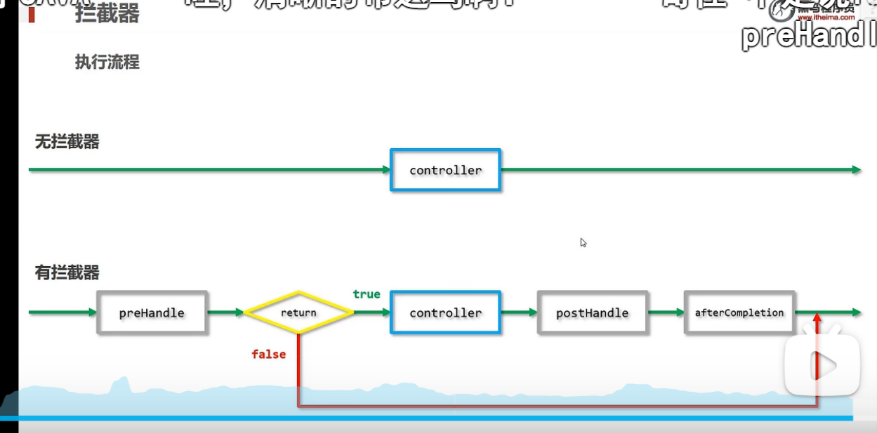 拦截器
www.itheima.com
preHandl
执行流程
无拦截器
controller
有拦截器
true
preHandle
return
controller
postHandle
afterCompletion
false